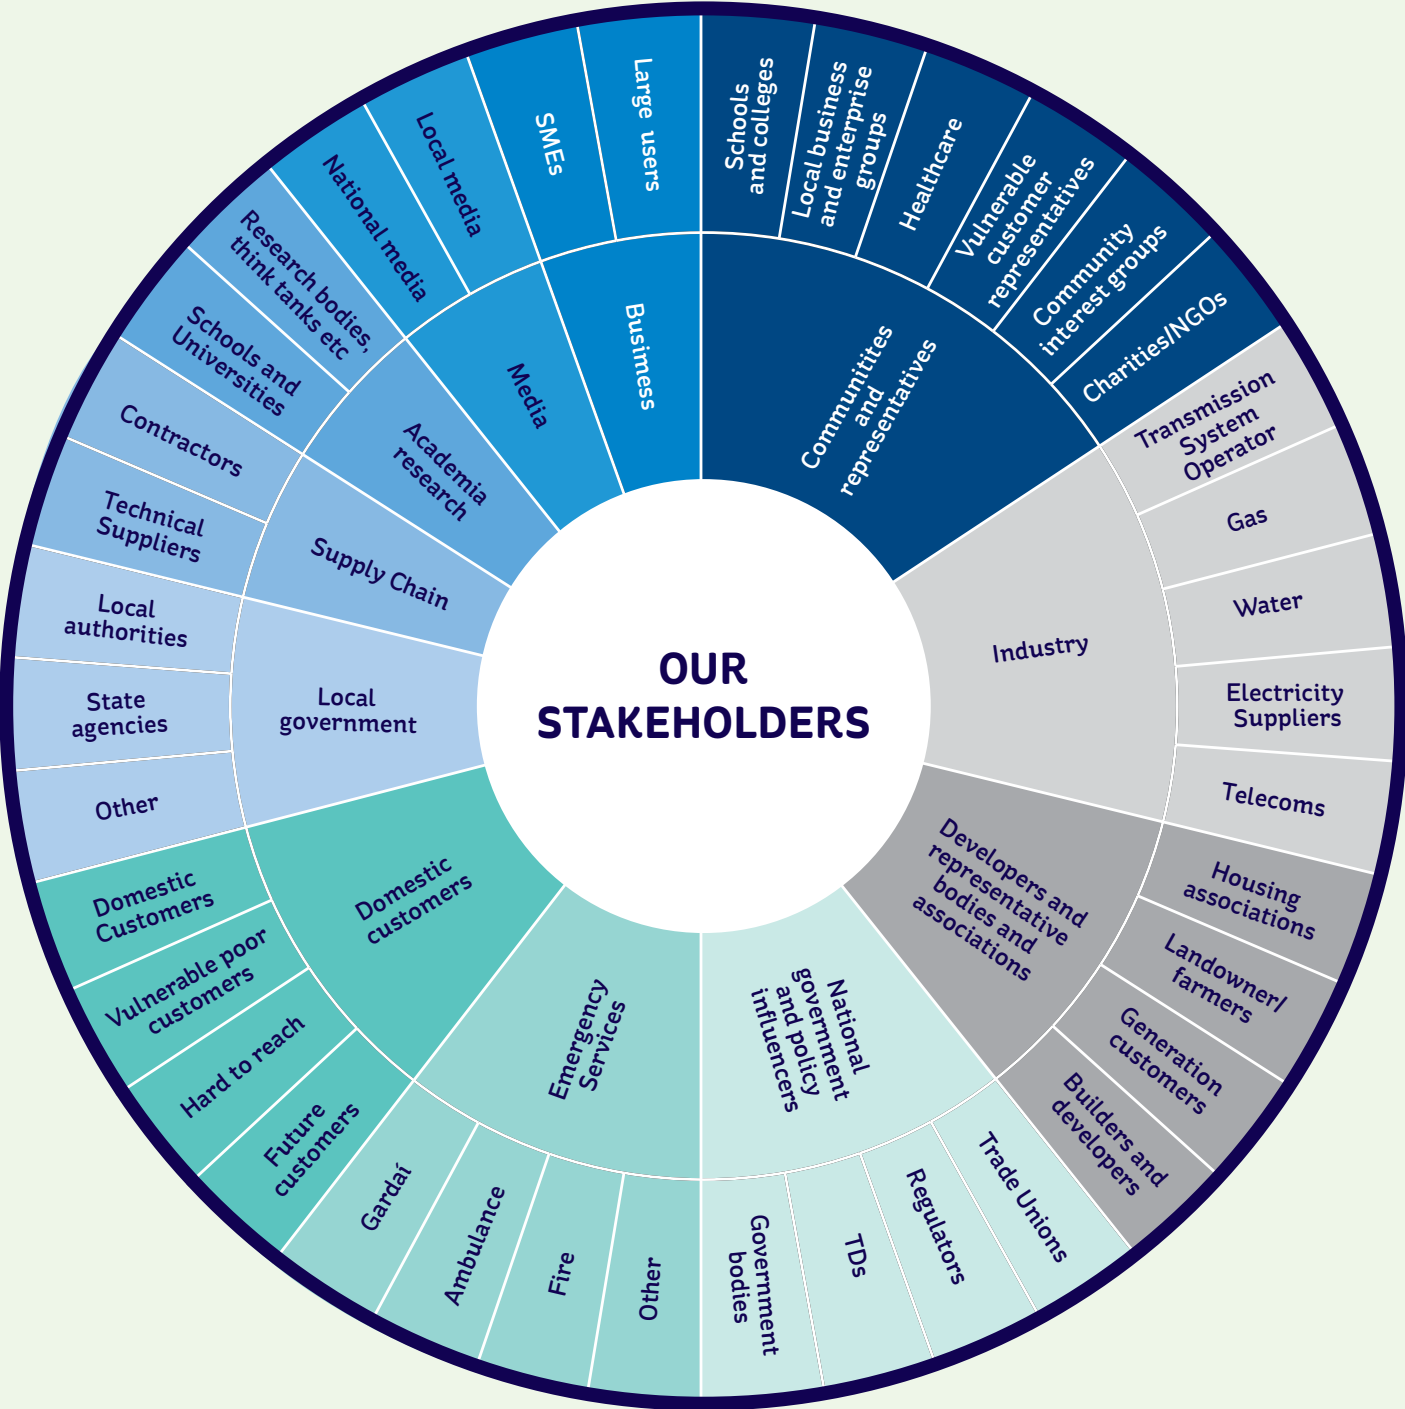 OUR
STAKEHOLDERS
Communitites
and
representatives
Schools
and colleges
Local business
and enterprise
groups
Healthcare
Vulnerable
customer
representatives
Community
interest groups
Charities/NGOs
Industry
Transmission
System
Operator
Gas
Water
Electricity
Suppliers
Telecoms
Developers and
representative
bodies and
associations
Housing
associations
Landowner/
farmers
Generation
customers
Builders and
developers
National
government
and policy
influencers
Trade Unions
Regulators
TDs
Government
bodies
Emergency
Services
Other
Fire
Ambulance
Gardaí
Domestic
customers
Future
customers
Hard to reach
Vulnerable poor
customers
Domestic
Customers
Local
government
Other
State
agencies
Local
authorities
Supply Chain
Technical
Suppliers
Contractors
Academia
research
Schools and
Universities
Research bodies,
think tanks etc
Media
National media
Local media
Busimess
SMEs
Large users